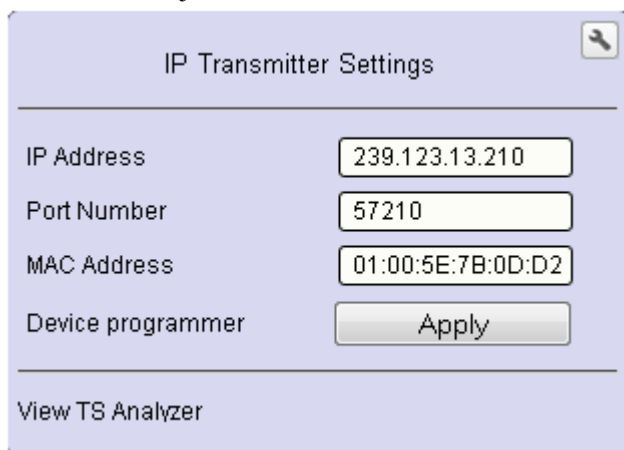 IP Transmitter Settings
IP Address 239.123.13.210
Port Number 57210
MAC Address 01:00:5E:7B:0D:D2
Device programmer Apply
View TS Analyzer